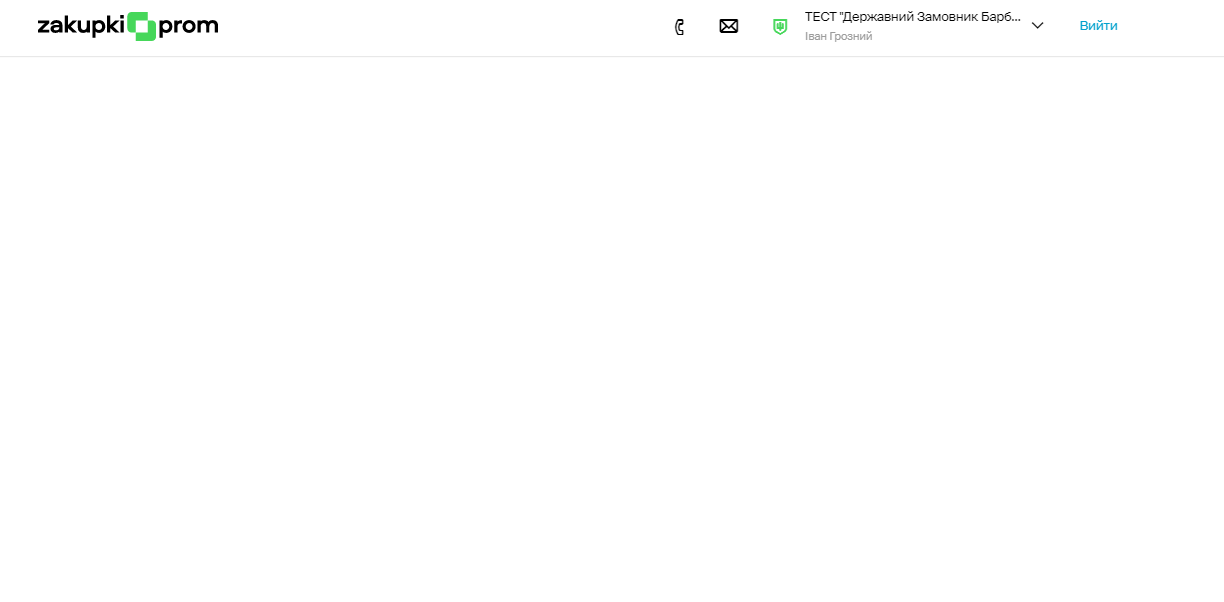 zakupki prom
ТЕСТ "Державний Замовник Барб...
Іван Грозний
Вийти